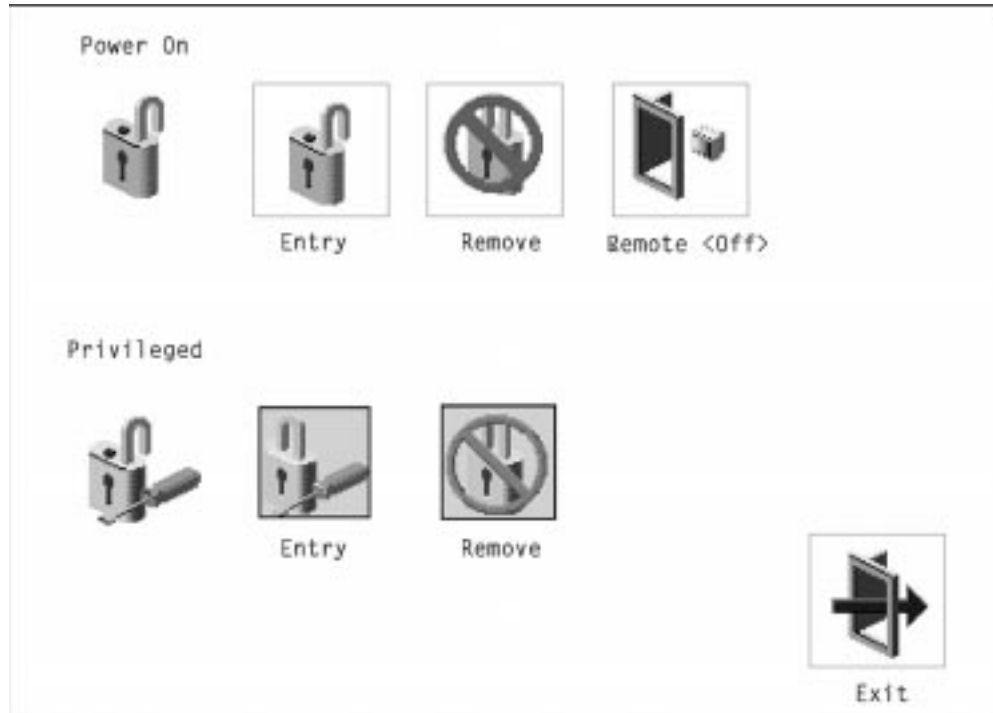 Power On
Entry
Remove
Remote <Off>
Privileged
Entry
Remove
Exit